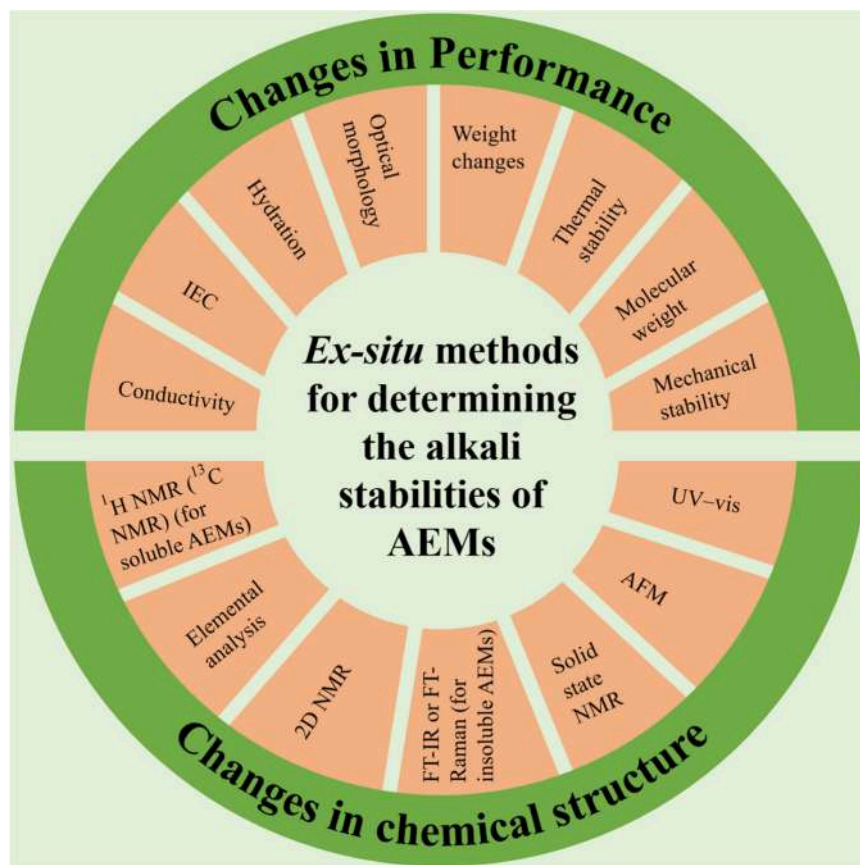 Changes in Performance
Conductivity
IEC
Hydration
Optical
morphology
Weight
changes
Thermal
stability
Molecular
weight
Mechanical
stability
Ex-situ methods
for determining
the alkali
stabilities of
AEMs
¹H NMR (¹³C
NMR) (for
soluble AEMs)
Elemental
analysis
2D NMR
FT-IR or FT-
Raman (for
insoluble AEMs)
Solid
state
NMR
AFM
UV–vis
Changes in chemical structure